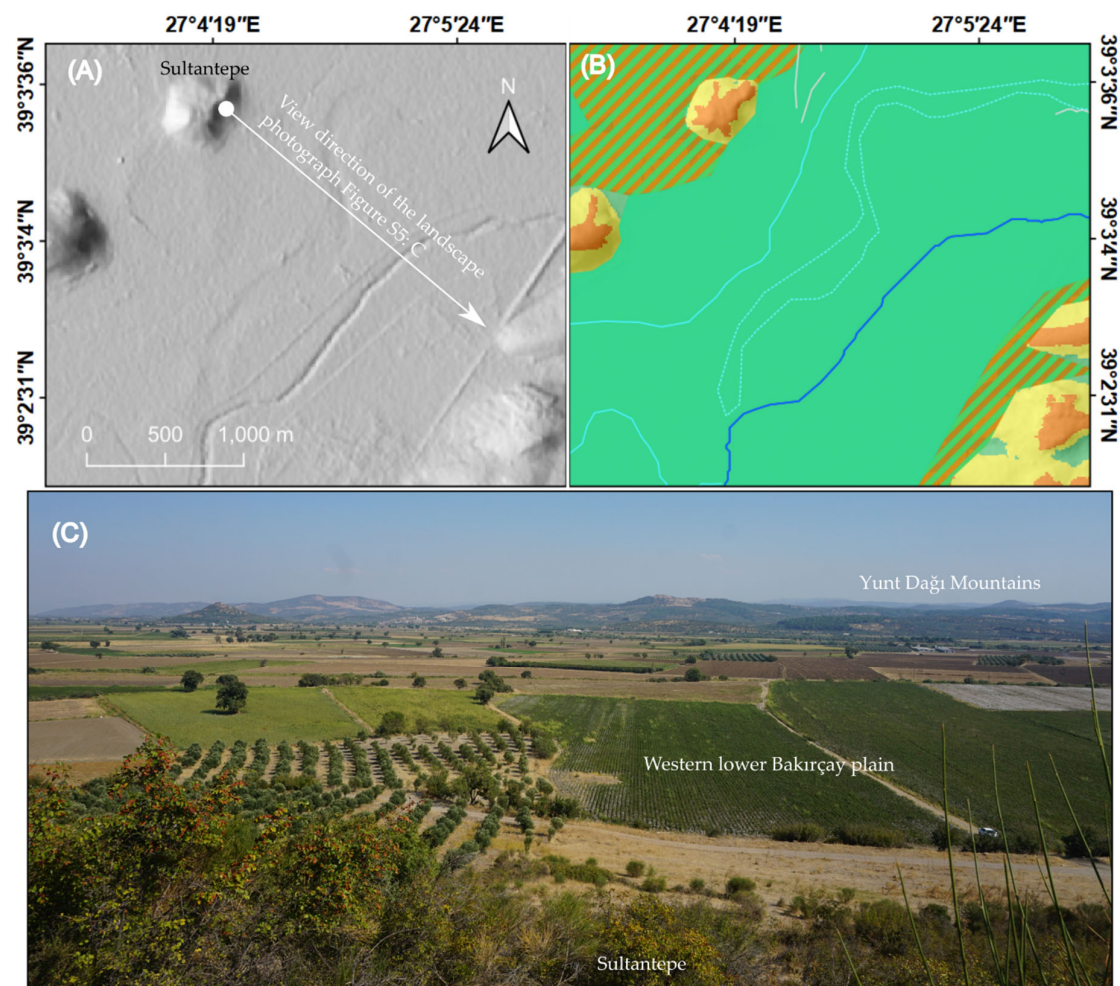 27°4'19"E
27°5'24"E
27°4'19"E
27°5'24"E
(A)
Sultantepe
N
View direction of the landscape
photograph Figure S5: C
0 500 1,000 m
39°3'36"N
39°3'4"N
39°2'31"N
(B)
39°3'36"N
39°3'4"N
39°2'31"N
(C)
Yunt Dağı Mountains
Western lower Bakırçay plain
Sultantepe